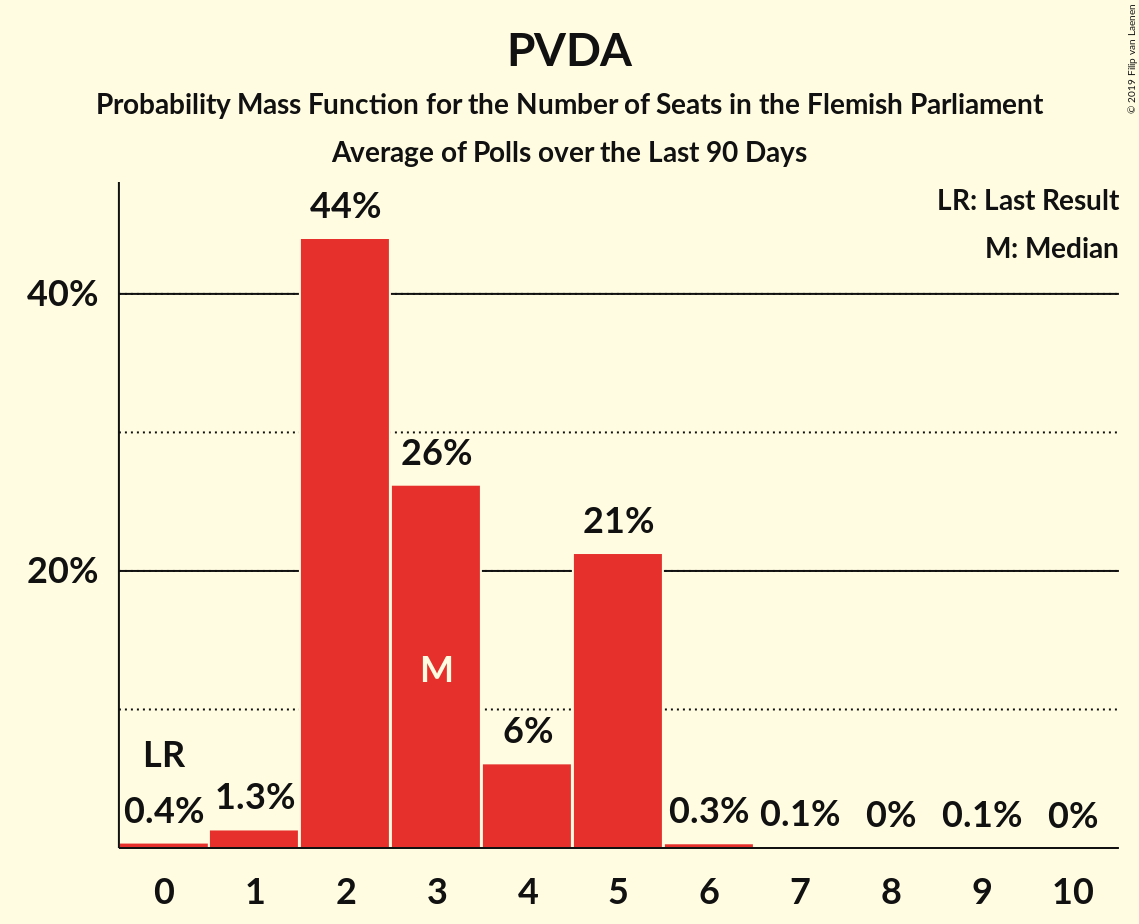 PVDA
Probability Mass Function for the Number of Seats in the Flemish Parliament
Average of Polls over the Last 90 Days
© 2019 Filip van Laenen
LR: Last Result
M: Median
44%
40%
26%
21%
20%
M
6%
LR
1.3%
0.4%
0.3%
0.1%
0%
0.1%
0%
0 1 2 3 4 5 6 7 8 9 10